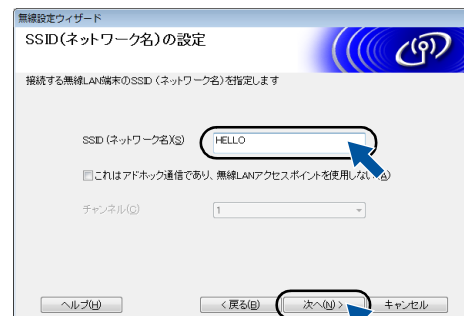 無線設定ウィザード
SSID(ネットワーク名)の設定
接続する無線LAN端末のSSID（ネットワーク名）を指定します
SSID (ネットワーク名)(S) HELLO
これはアドホック通信であり、無線LANアクセスポイントを使用しない(A)
チャンネル(C) 1
ヘルプ(H) < 戻る(B) 次へ(N) > キャンセル